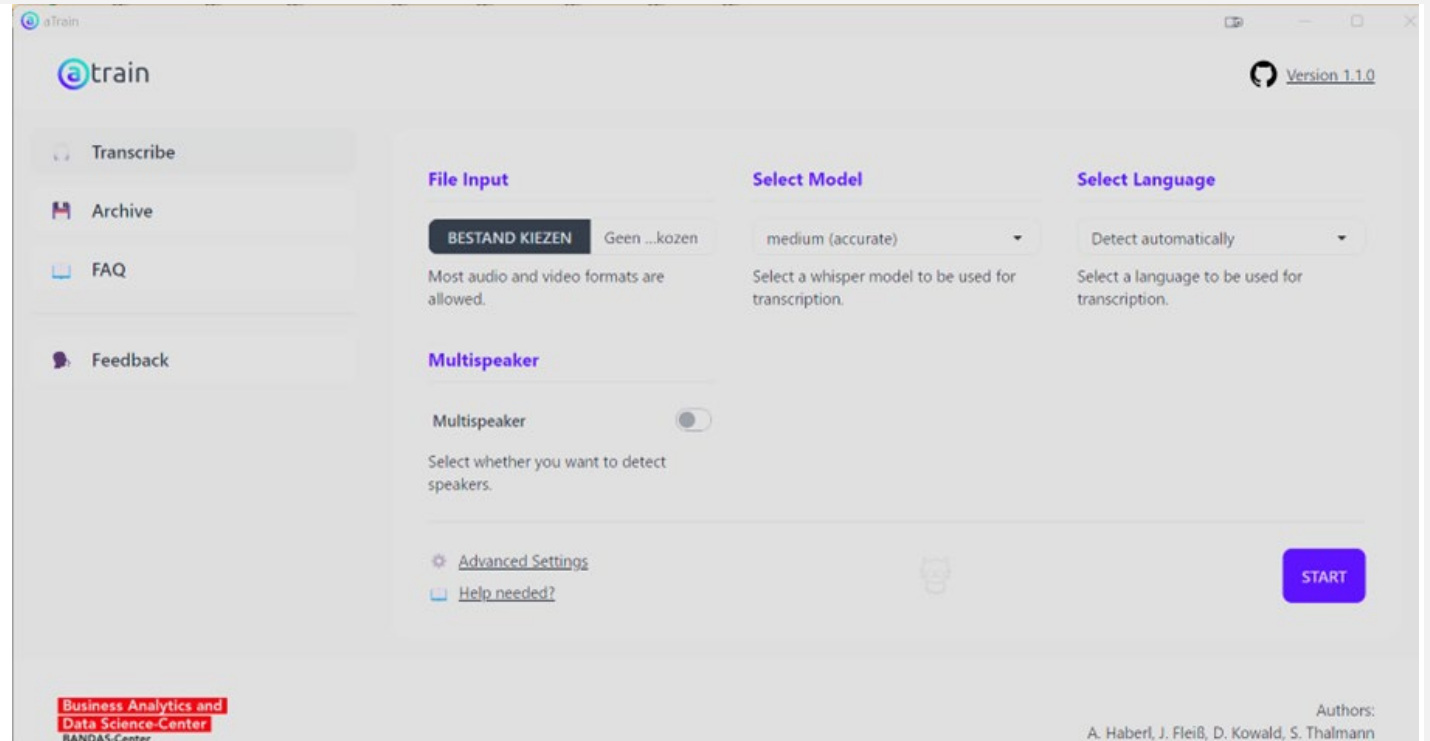 aTrain
atrain
Version 1.1.0
Transcribe
Archive
FAQ
Feedback
File Input
BESTAND KIEZEN Geen ...kozen
Most audio and video formats are
allowed.
Select Model
medium (accurate)
Select a whisper model to be used for
transcription.
Select Language
Detect automatically
Select a language to be used for
transcription.
Multispeaker
Multispeaker
Select whether you want to detect
speakers.
Advanced Settings
Help needed?
START
Business Analytics and
Data Science-Center
BANDAS-Center
Authors:
A. Haberl, J. Fleiß, D. Kowald, S. Thalmann